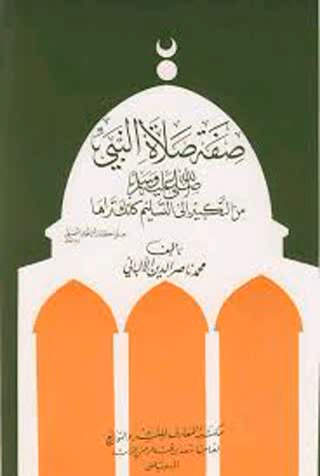 صفة صلاة النبي
صلى الله عليه وسلم
من التكبير إلى التسليم كأنك تراها
تأليف
محمد ناصر الدين الألباني
مكتبة المعارف للنشر والتوزيع
الرياض